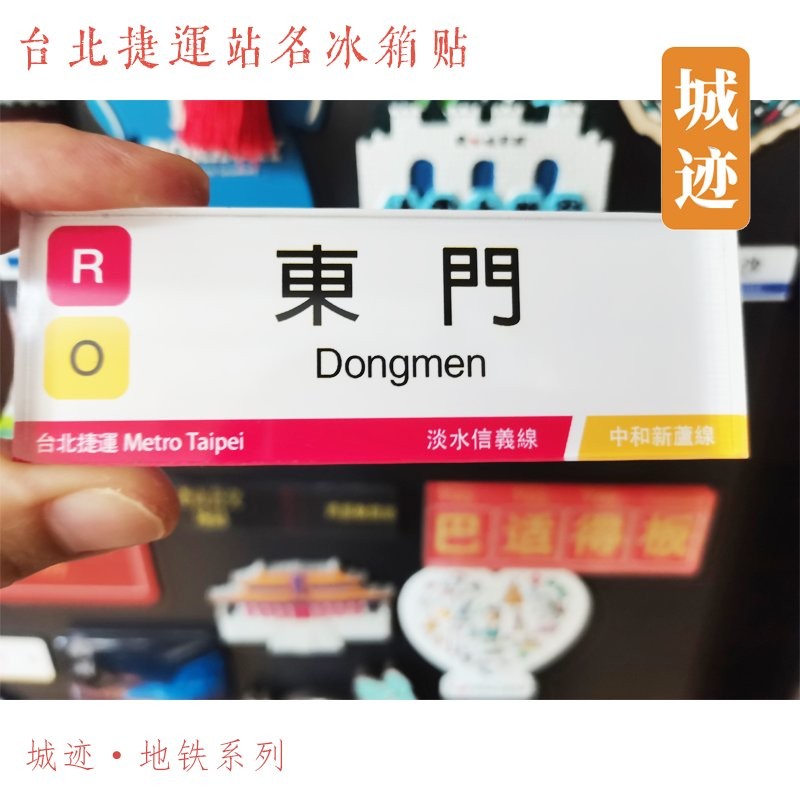 台北捷運站名冰箱贴
城迹
R
東門
O
Dongmen
台北捷運 Metro Taipei 淡水信義線 中和新蘆線
巴适得板
城迹·地铁系列